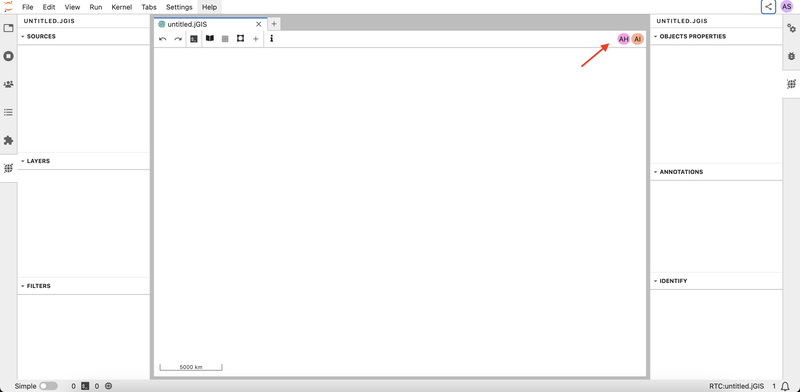 File Edit View Run Kernel Tabs Settings Help
AS
UNTITLED.JGIS
SOURCES
LAYERS
FILTERS
untitled.jGIS
AH AI
5000 km
UNTITLED.JGIS
OBJECTS PROPERTIES
ANNOTATIONS
IDENTIFY
Simple 0 0
RTC:untitled.jGIS 1